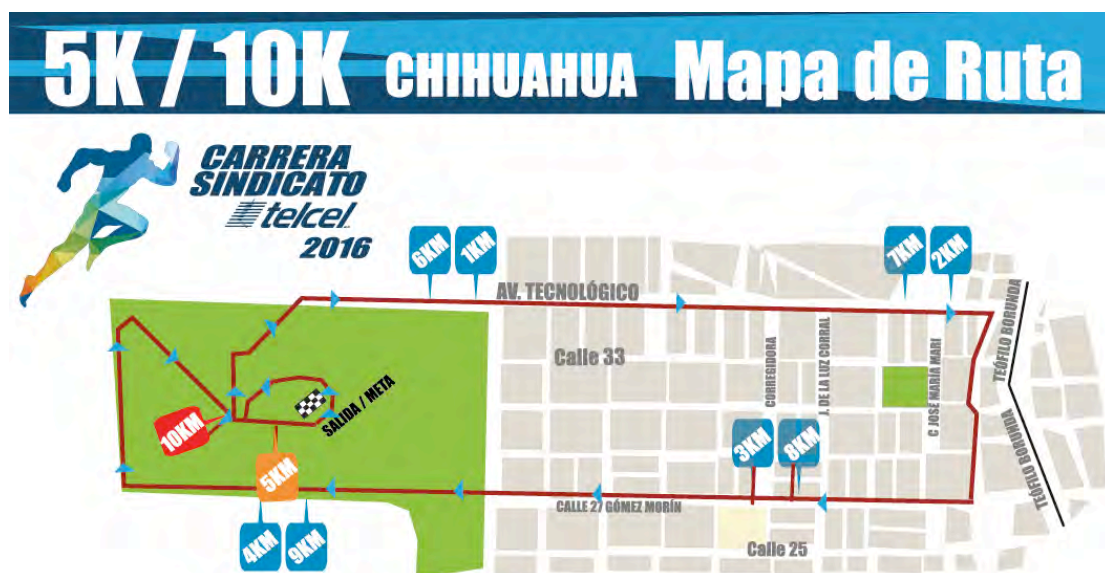 5K / 10K CHIHUAHUA Mapa de Ruta
CARRERA
SINDICATO
telcel
2016
6KM
1KM
7KM
2KM
AV. TECNOLÓGICO
TEÓFILO BORUNDA
Calle 33
CORREGIDORA
J. DE LA LUZ CORRAL
C JOSE MARÍA MARI
SALIDA / META
10KM
3KM
8KM
TEÓFILO BORUNDA
5KM
CALLE 27 GÓMEZ MORÍN
4KM
9KM
Calle 25